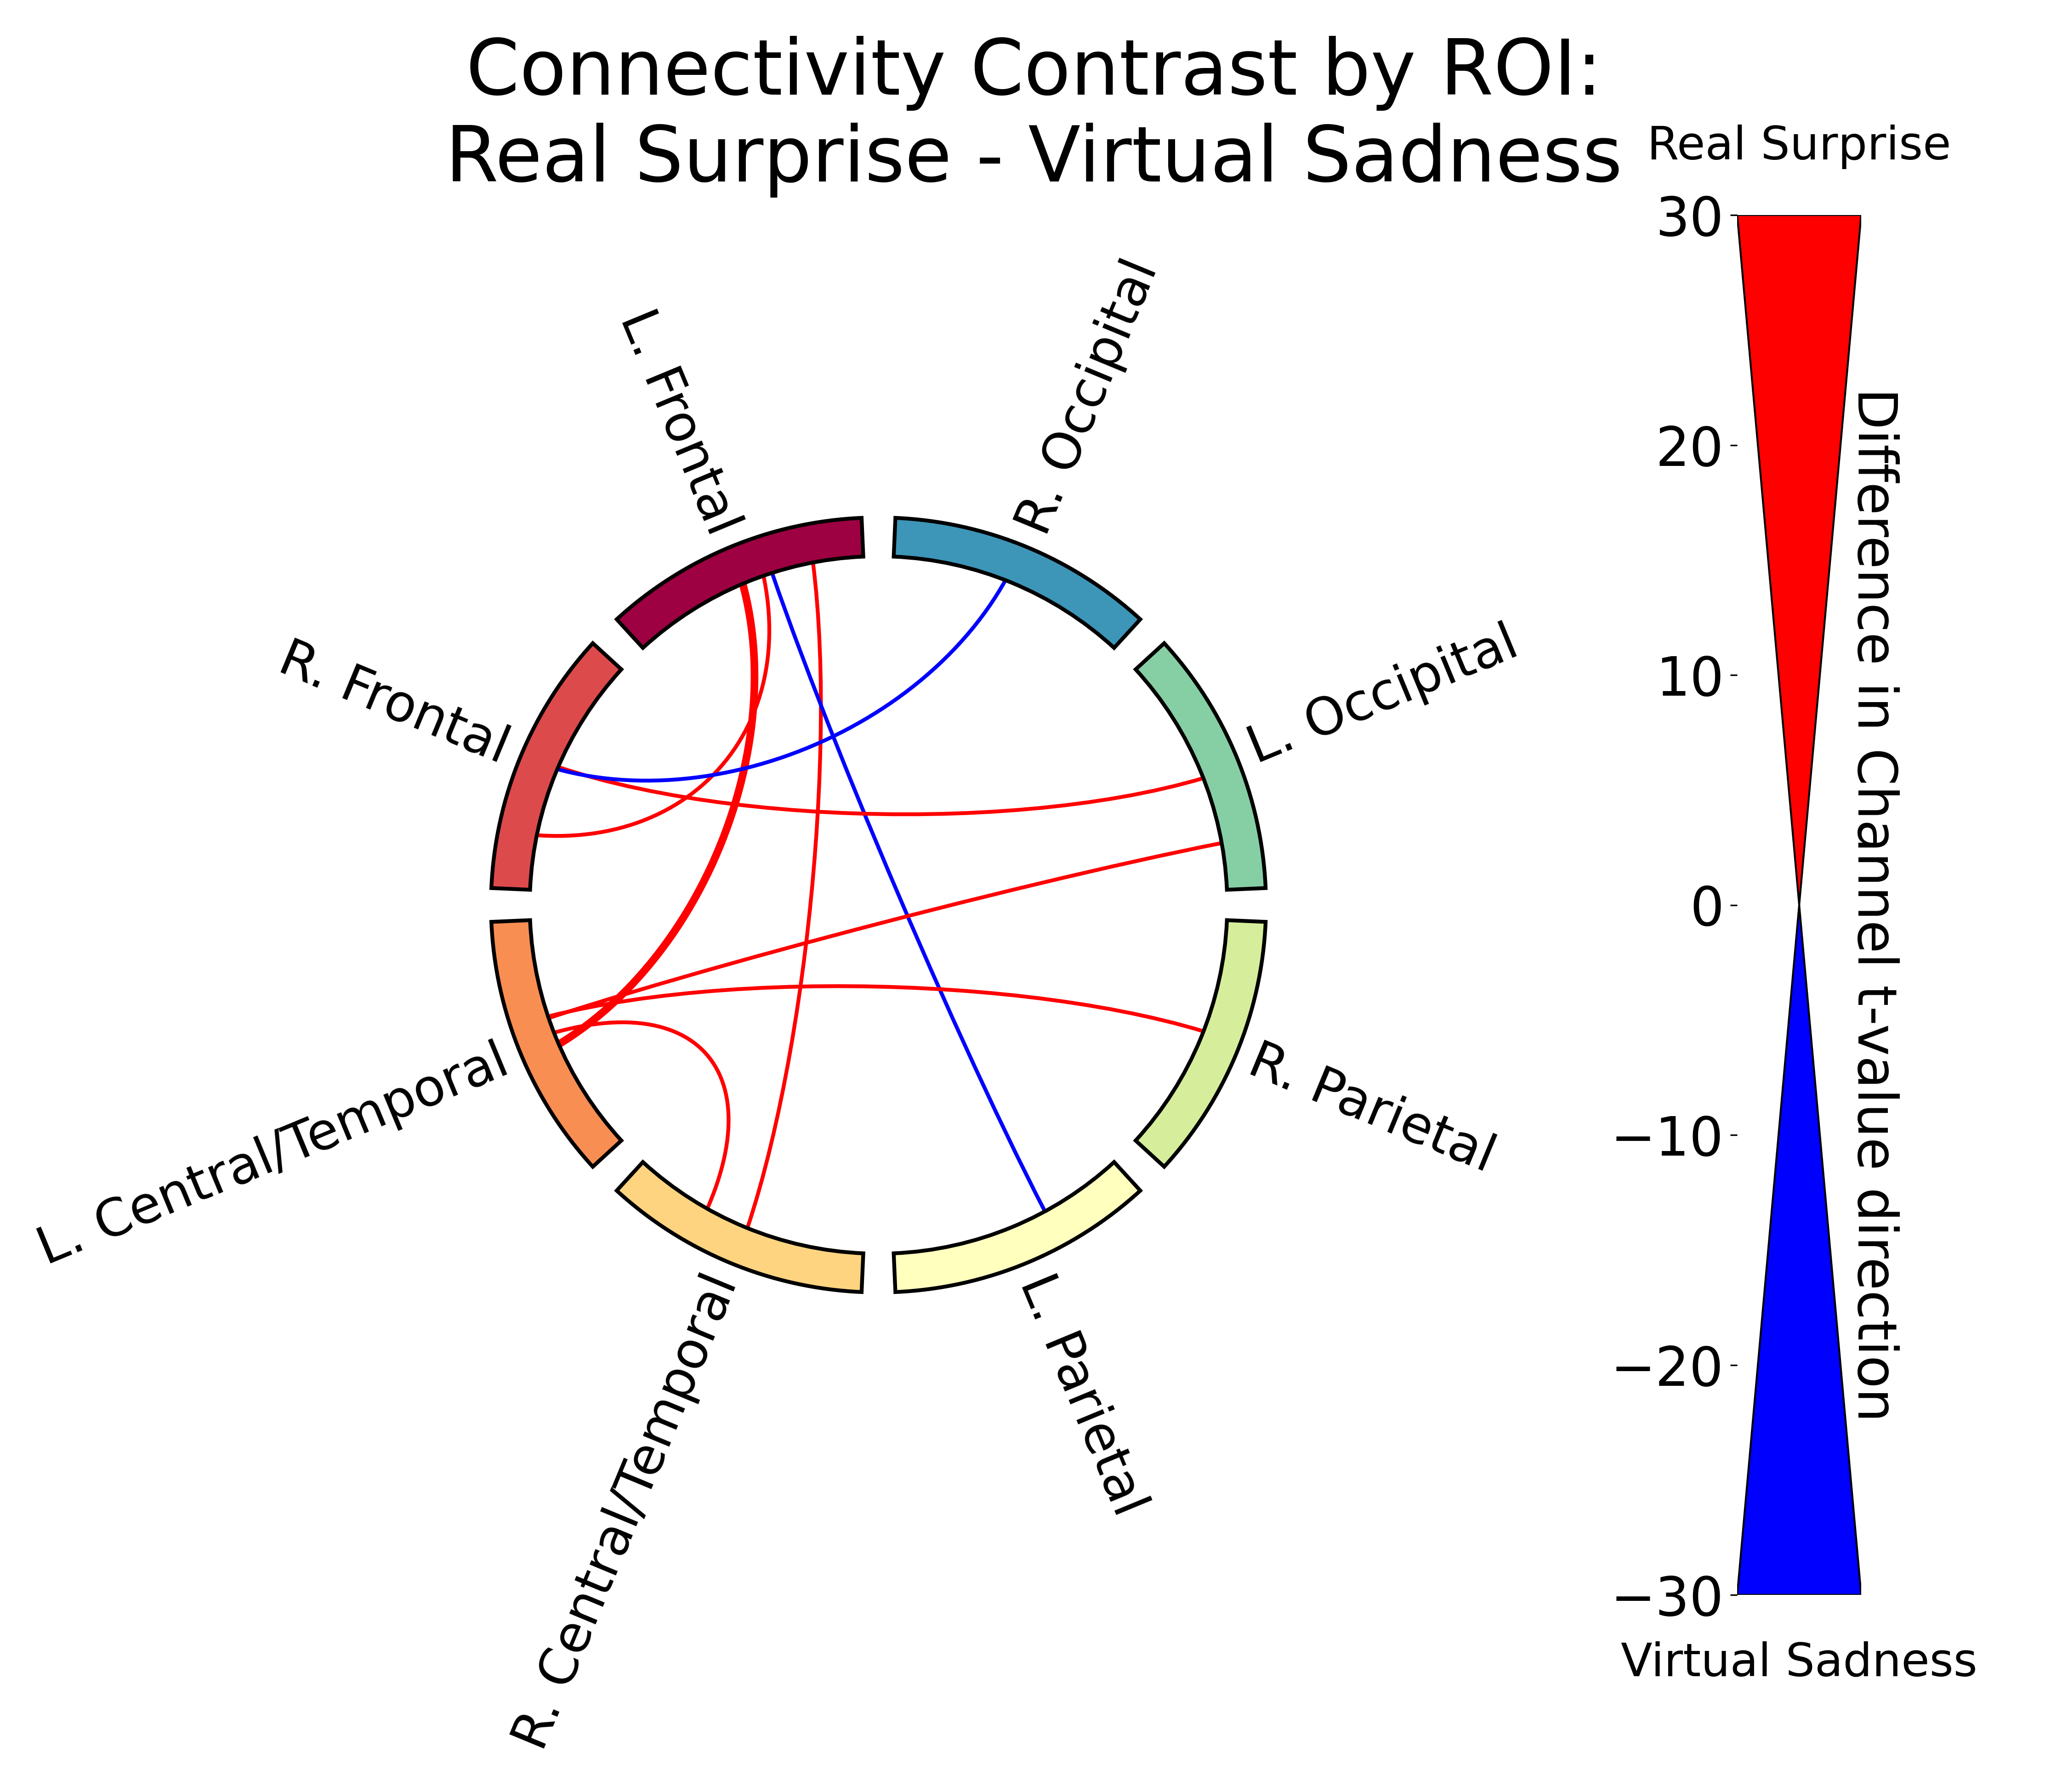 Connectivity Contrast by ROI:
Real Surprise - Virtual Sadness
Real Surprise
30
20
10
0
−10
−20
−30
Virtual Sadness
Difference in Channel t-value direction
L. Frontal
R. Occipital
R. Frontal
L. Occipital
L. Central/Temporal
R. Parietal
R. Central/Temporal
L. Parietal